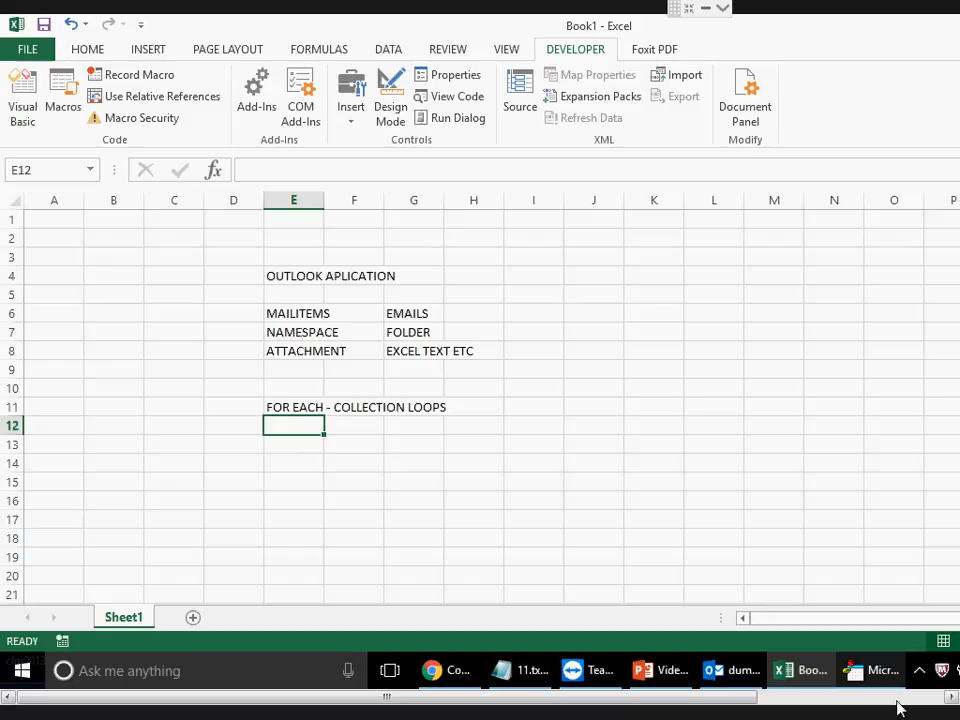 Book1 - Excel
FILE HOME INSERT PAGE LAYOUT FORMULAS DATA REVIEW VIEW DEVELOPER Foxit PDF
Visual Basic
Macros
Record Macro
Use Relative References
Macro Security
Code
Add-Ins
COM Add-Ins
Add-Ins
Insert
Design Mode
Properties
View Code
Run Dialog
Controls
Source
Map Properties
Expansion Packs
Refresh Data
Import
Export
XML
Document Panel
Modify
E12
fx
A B C D E F G H I J K L M N O P
1
2
3
4 OUTLOOK APLICATION
5
6 MAILITEMS EMAILS
7 NAMESPACE FOLDER
8 ATTACHMENT EXCEL TEXT ETC
9
10
11 FOR EACH - COLLECTION LOOPS
12
13
14
15
16
17
18
19
20
21
Sheet1
READY
Ask me anything
Co...
11.tx...
Tea...
Vide...
dum...
Boo...
Micr...